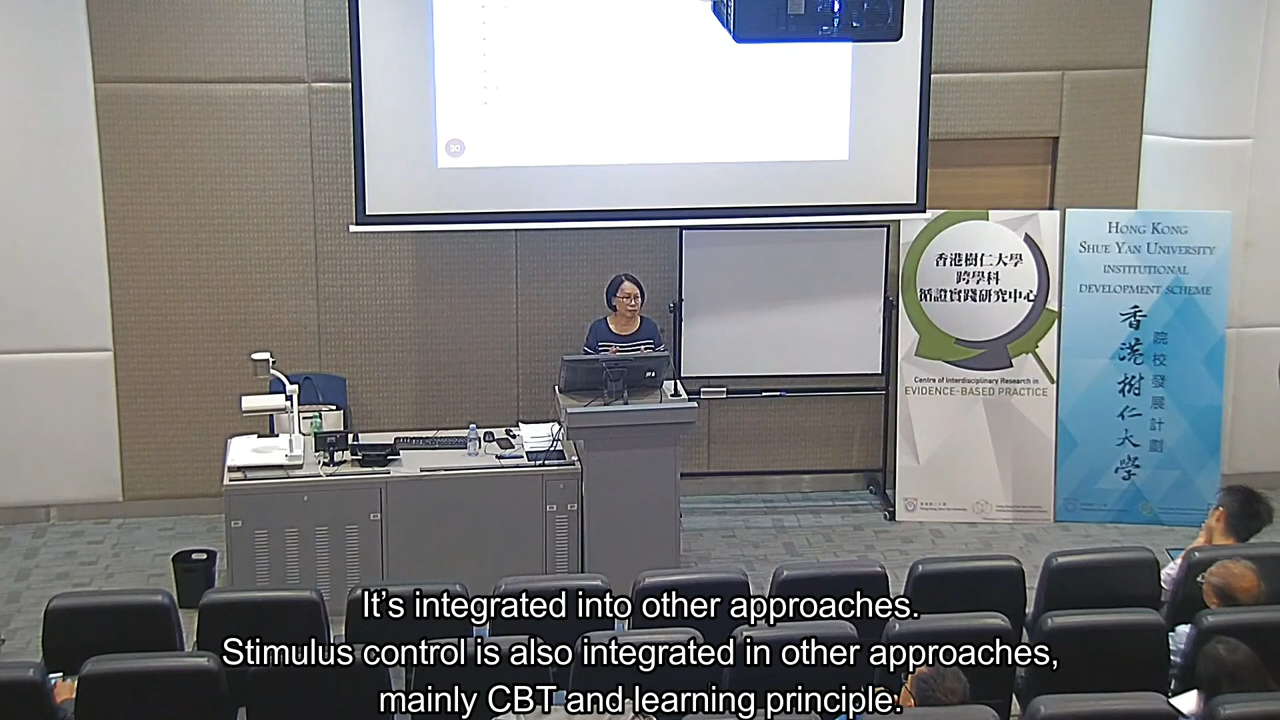 20
香港樹仁大學
跨學科
循證實踐研究中心
Centre of Interdisciplinary Research in
EVIDENCE-BASED PRACTICE
HONG KONG
SHUE YAN UNIVERSITY
INSTITUTIONAL
DEVELOPMENT SCHEME
香港樹仁大學
院校發展計劃
It's integrated into other approaches.
Stimulus control is also integrated in other approaches,
mainly CBT and learning principle.